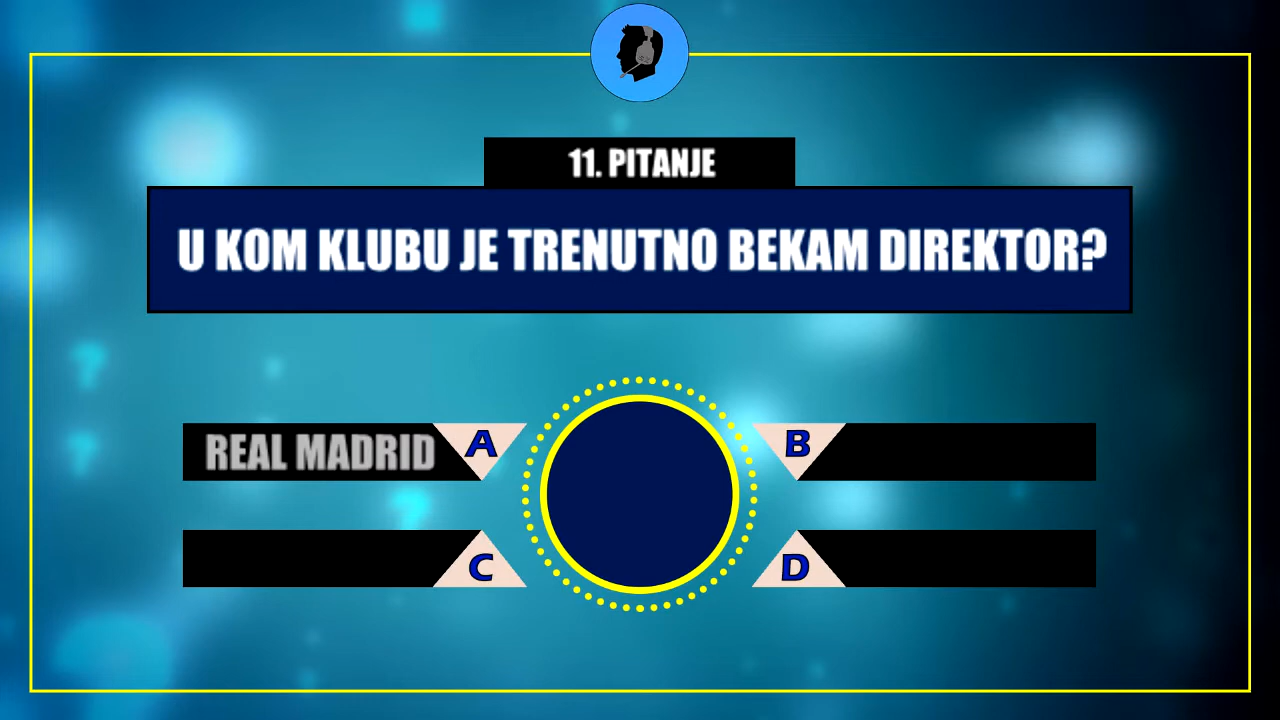 11. PITANJE
U KOM KLUBU JE TRENUTNO BEKAM DIREKTOR?
REAL MADRID A
B
C
D